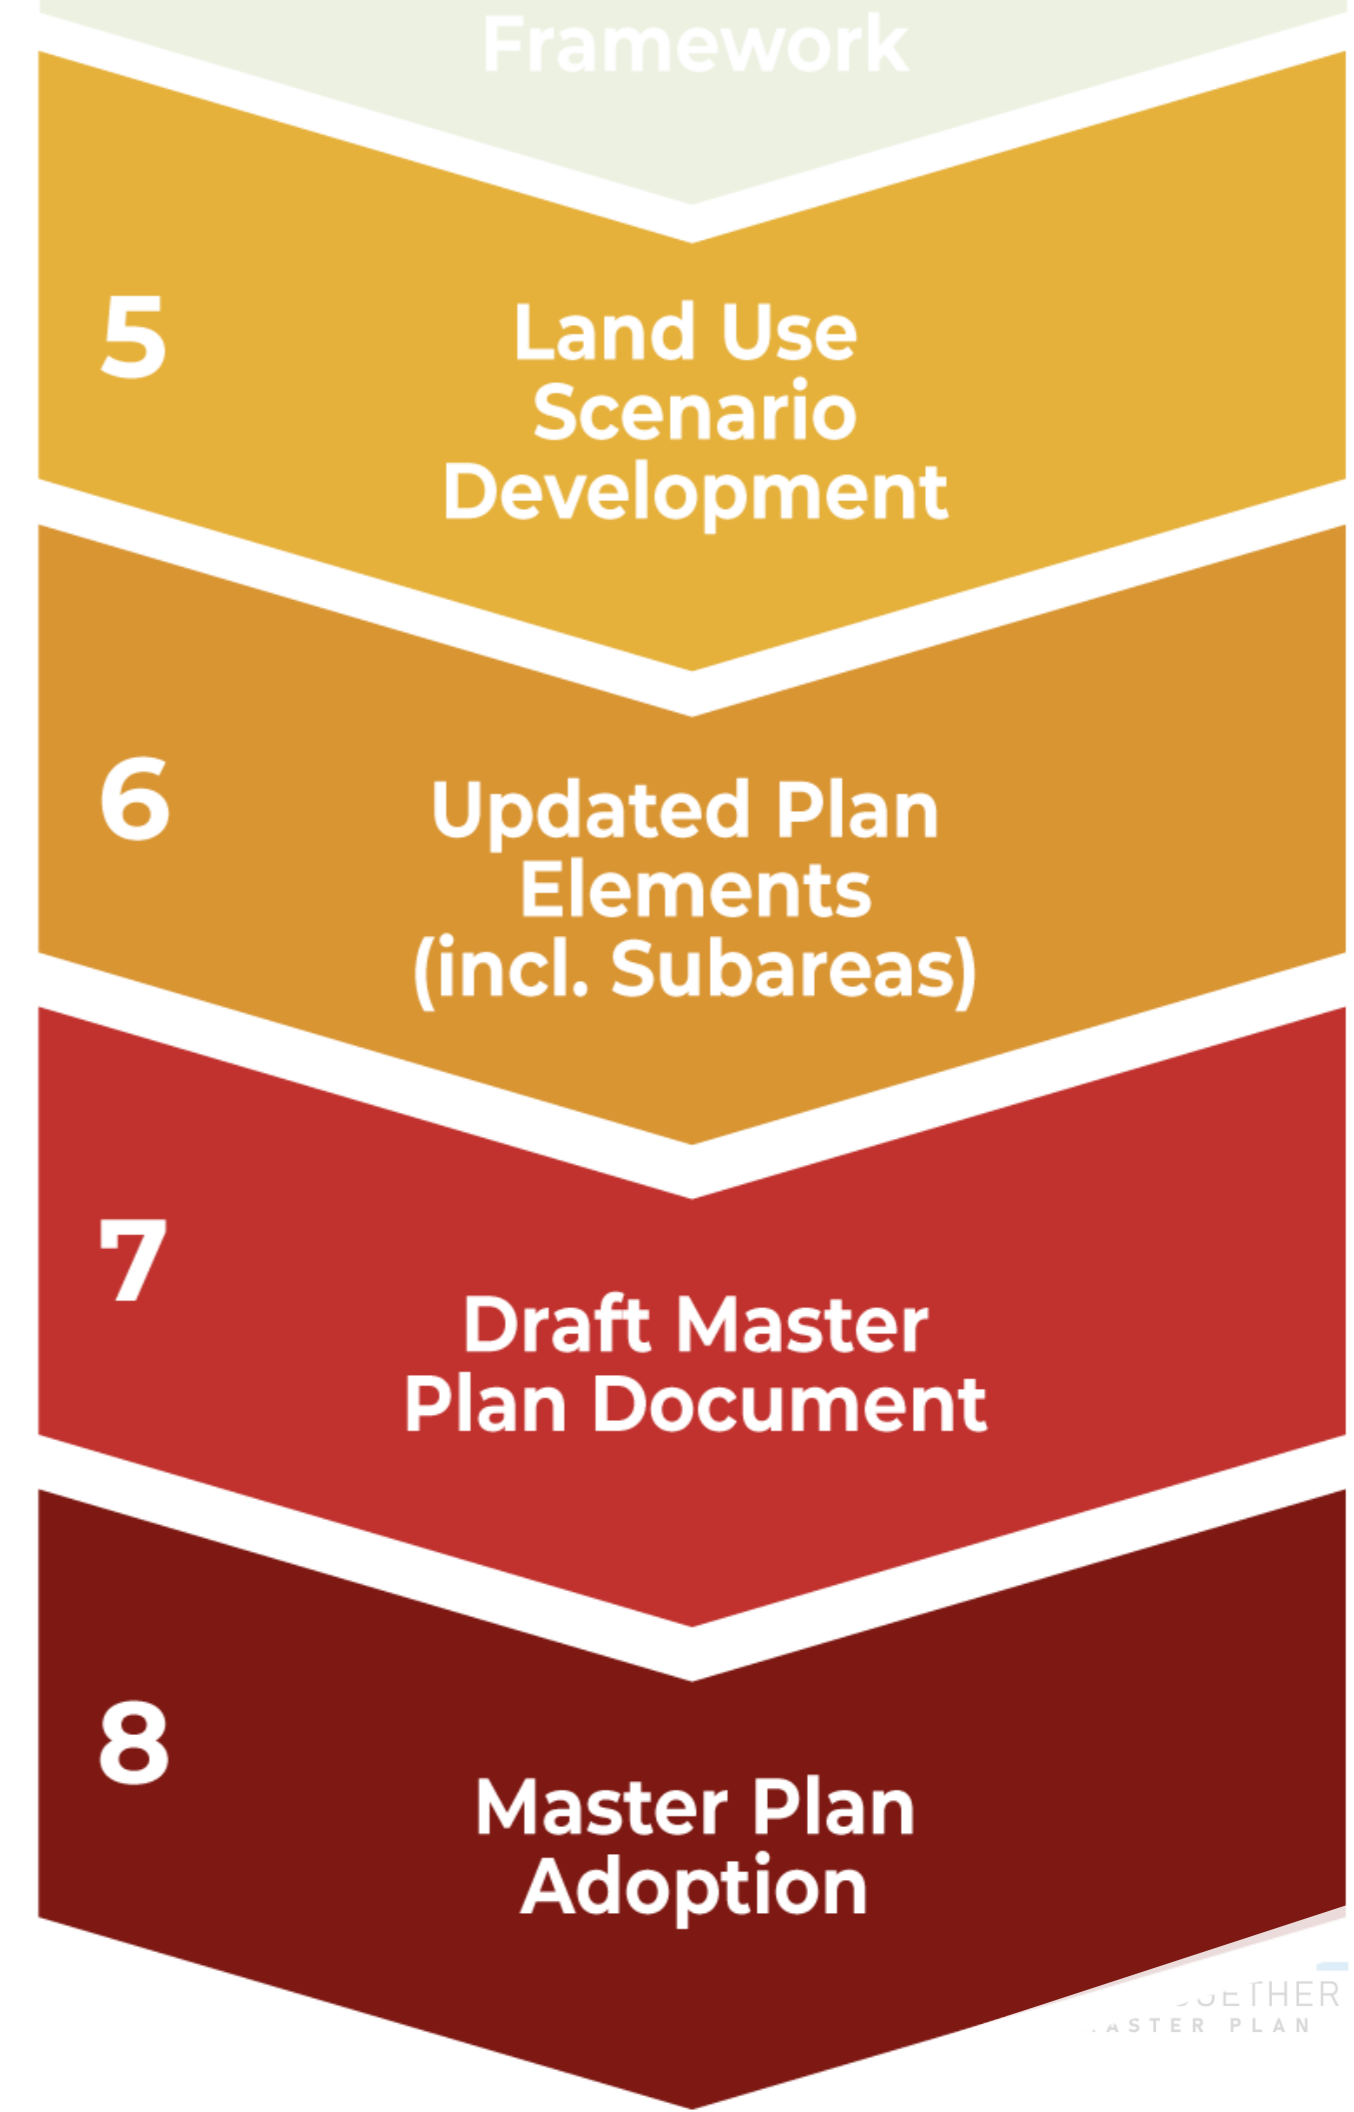 Framework
5
Land Use
Scenario
Development
6
Updated Plan
Elements
(incl. Subareas)
7
Draft Master
Plan Document
8
Master Plan
Adoption
PLAN